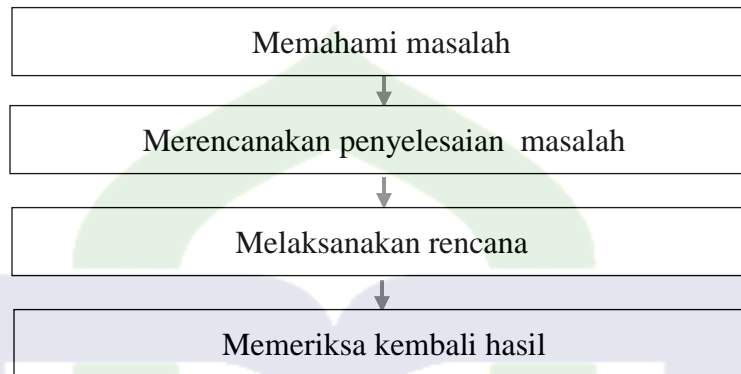 Memahami masalah
Merencanakan penyelesaian masalah
Melaksanakan rencana
Memeriksa kembali hasil